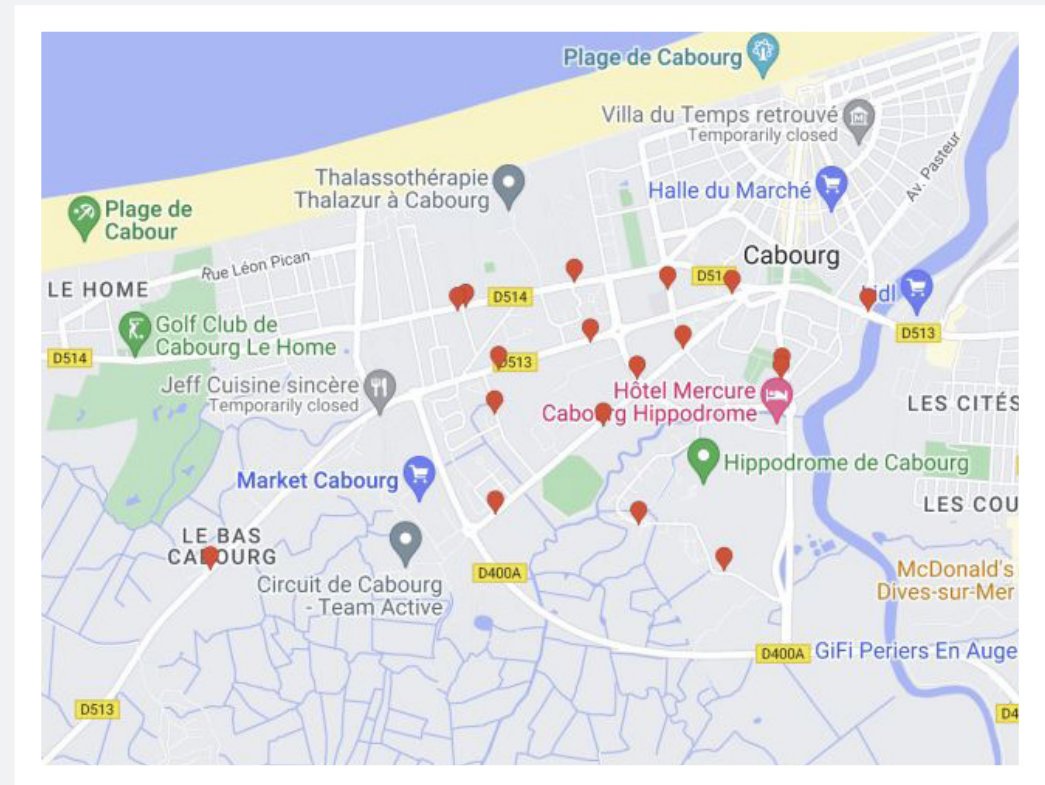 Plage de Cabourg
Villa du Temps retrouvé
Temporarily closed
Av. Pasteur
Thalassothérapie
Thalazur à Cabourg
Halle du Marché
Plage de
Cabour
Cabourg
Rue Léon Pican
LE HOME
D514
D51
Lidl
D513
Golf Club de
Cabourg Le Home
D514
D513
Jeff Cuisine sincère
Temporarily closed
Hôtel Mercure
Cabourg Hippodrome
LES CITÉS
Market Cabourg
Hippodrome de Cabourg
LES COU
LE BAS
CABOURG
Circuit de Cabourg
- Team Active
D400A
McDonald's
Dives-sur-Mer
D400A
GiFi Periers En Auge
D513
D4